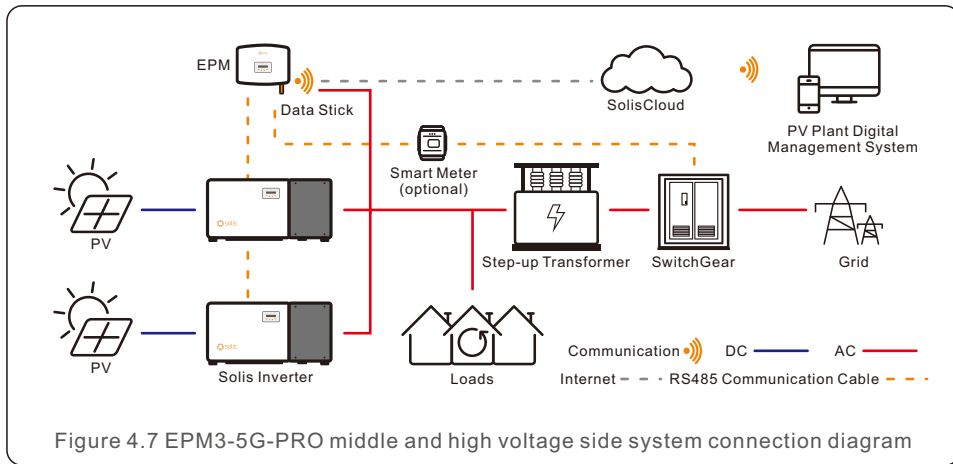 EPM
Data Stick
SolisCloud
PV Plant Digital
Management System
Smart Meter
(optional)
solis
PV
Step-up Transformer
SwitchGear
Grid
solis
PV
Solis Inverter
Loads
Communication
DC
AC
Internet
RS485 Communication Cable
Figure 4.7 EPM3-5G-PRO middle and high voltage side system connection diagram